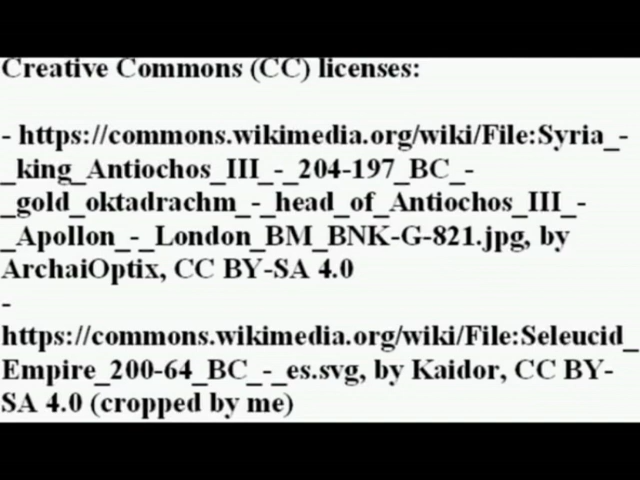 Creative Commons (CC) licenses:
- https://commons.wikimedia.org/wiki/File:Syria_-
_king_Antiochos_III_-_204-197_BC_-
_gold_oktadrachm_-_head_of_Antiochos_III_-
_Apollon_-_London_BM_BNK-G-821.jpg, by
ArchaiOptix, CC BY-SA 4.0
-
https://commons.wikimedia.org/wiki/File:Seleucid_
Empire_200-64_BC_-_es.svg, by Kaidor, CC BY-
SA 4.0 (cropped by me)